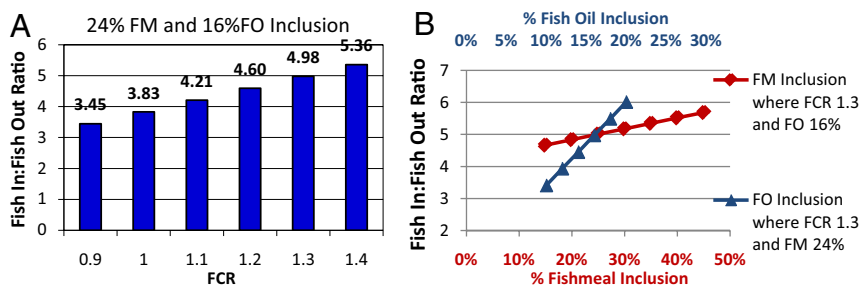 A
24% FM and 16%FO Inclusion
Fish In:Fish Out Ratio
6
5
4
3
2
1
0
3.45
3.83
4.21
4.60
4.98
5.36
0.9 1 1.1 1.2 1.3 1.4
FCR
B
% Fish Oil Inclusion
0% 5% 10% 15% 20% 25% 30%
Fish In:Fish Out Ratio
7
6
5
4
3
2
0% 10% 20% 30% 40% 50%
% Fishmeal Inclusion
FM Inclusion
where FCR 1.3
and FO 16%
FO Inclusion
where FCR 1.3
and FM 24%